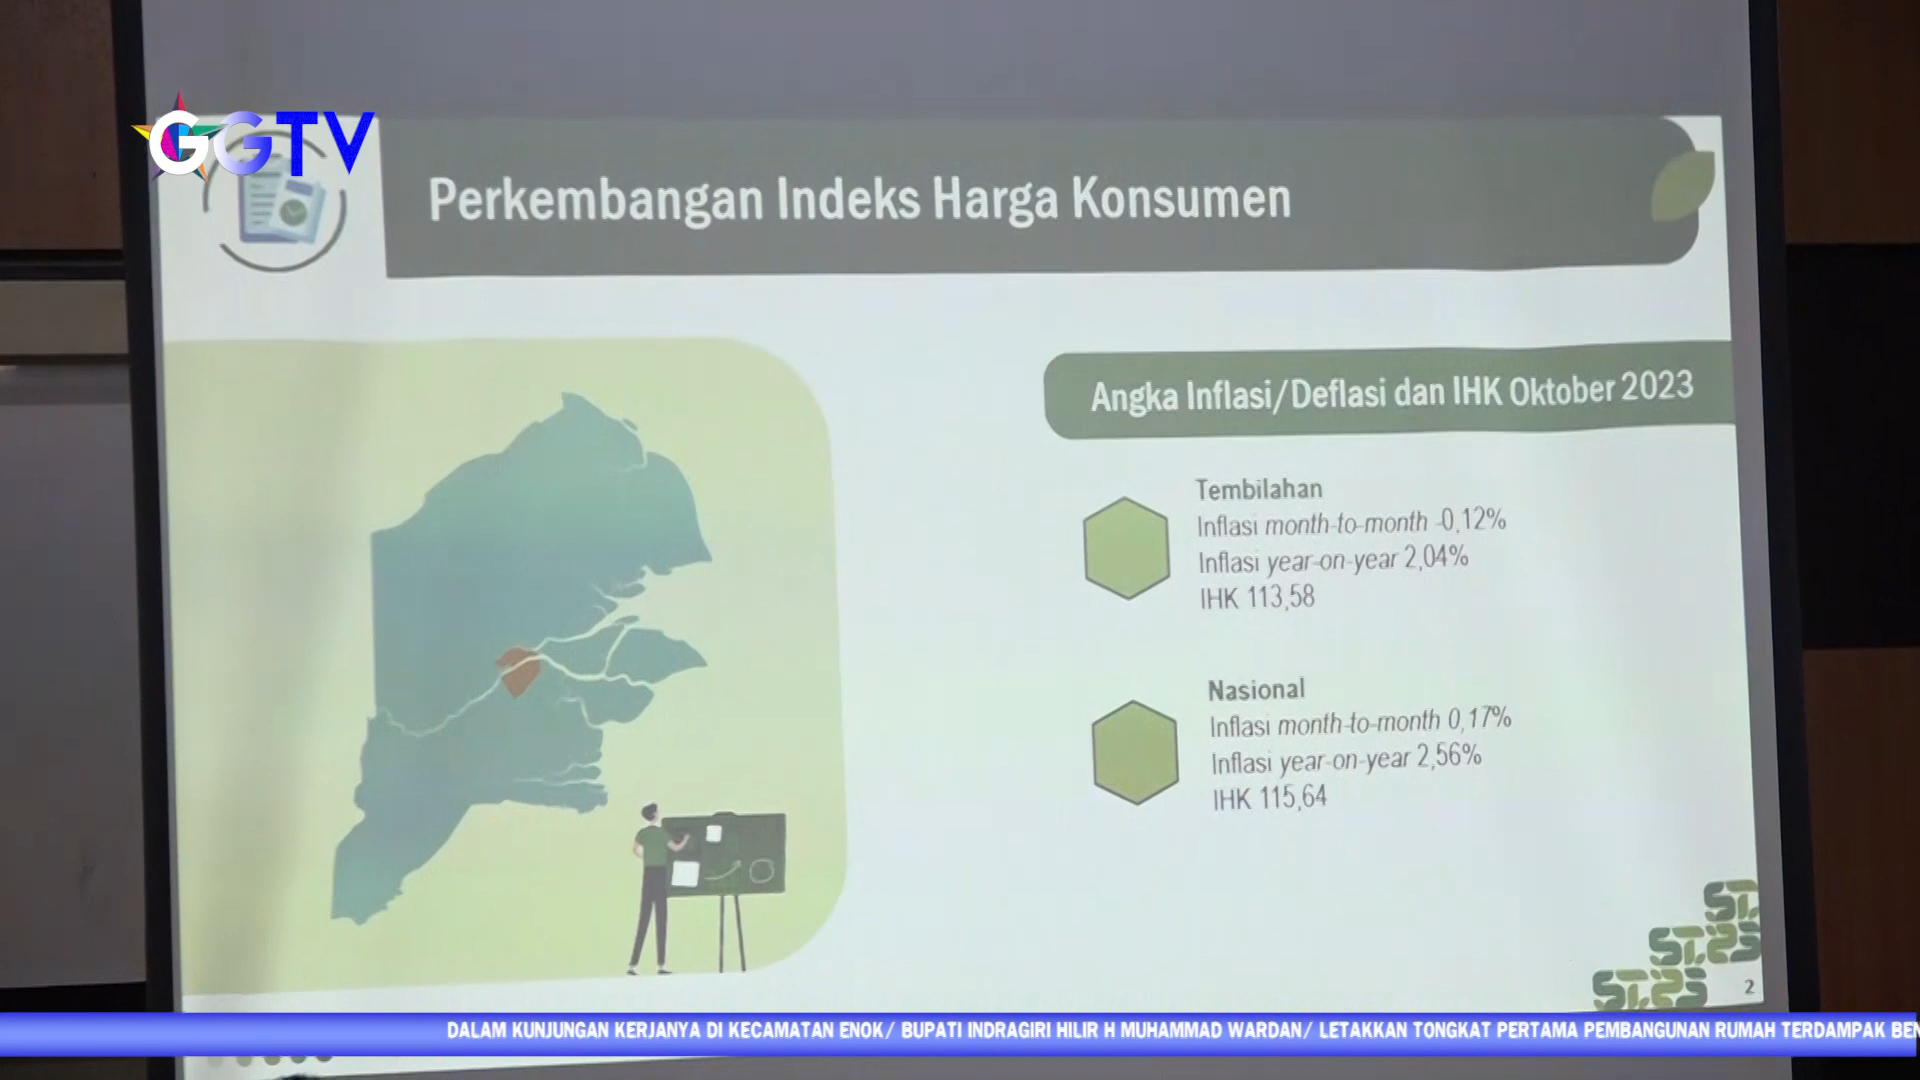 GGTV
Perkembangan Indeks Harga Konsumen
Angka Inflasi/Deflasi dan IHK Oktober 2023
Tembilahan
Inflasi month-to-month -0,12%
Inflasi year-on-year 2,04%
IHK 113,58
Nasional
Inflasi month-to-month 0,17%
Inflasi year-on-year 2,56%
IHK 115,64
ST23
ST23
2
DALAM KUNJUNGAN KERJANYA DI KECAMATAN ENOK/ BUPATI INDRAGIRI HILIR H MUHAMMAD WARDAN/ LETAKKAN TONGKAT PERTAMA PEMBANGUNAN RUMAH TERDAMPAK BEN